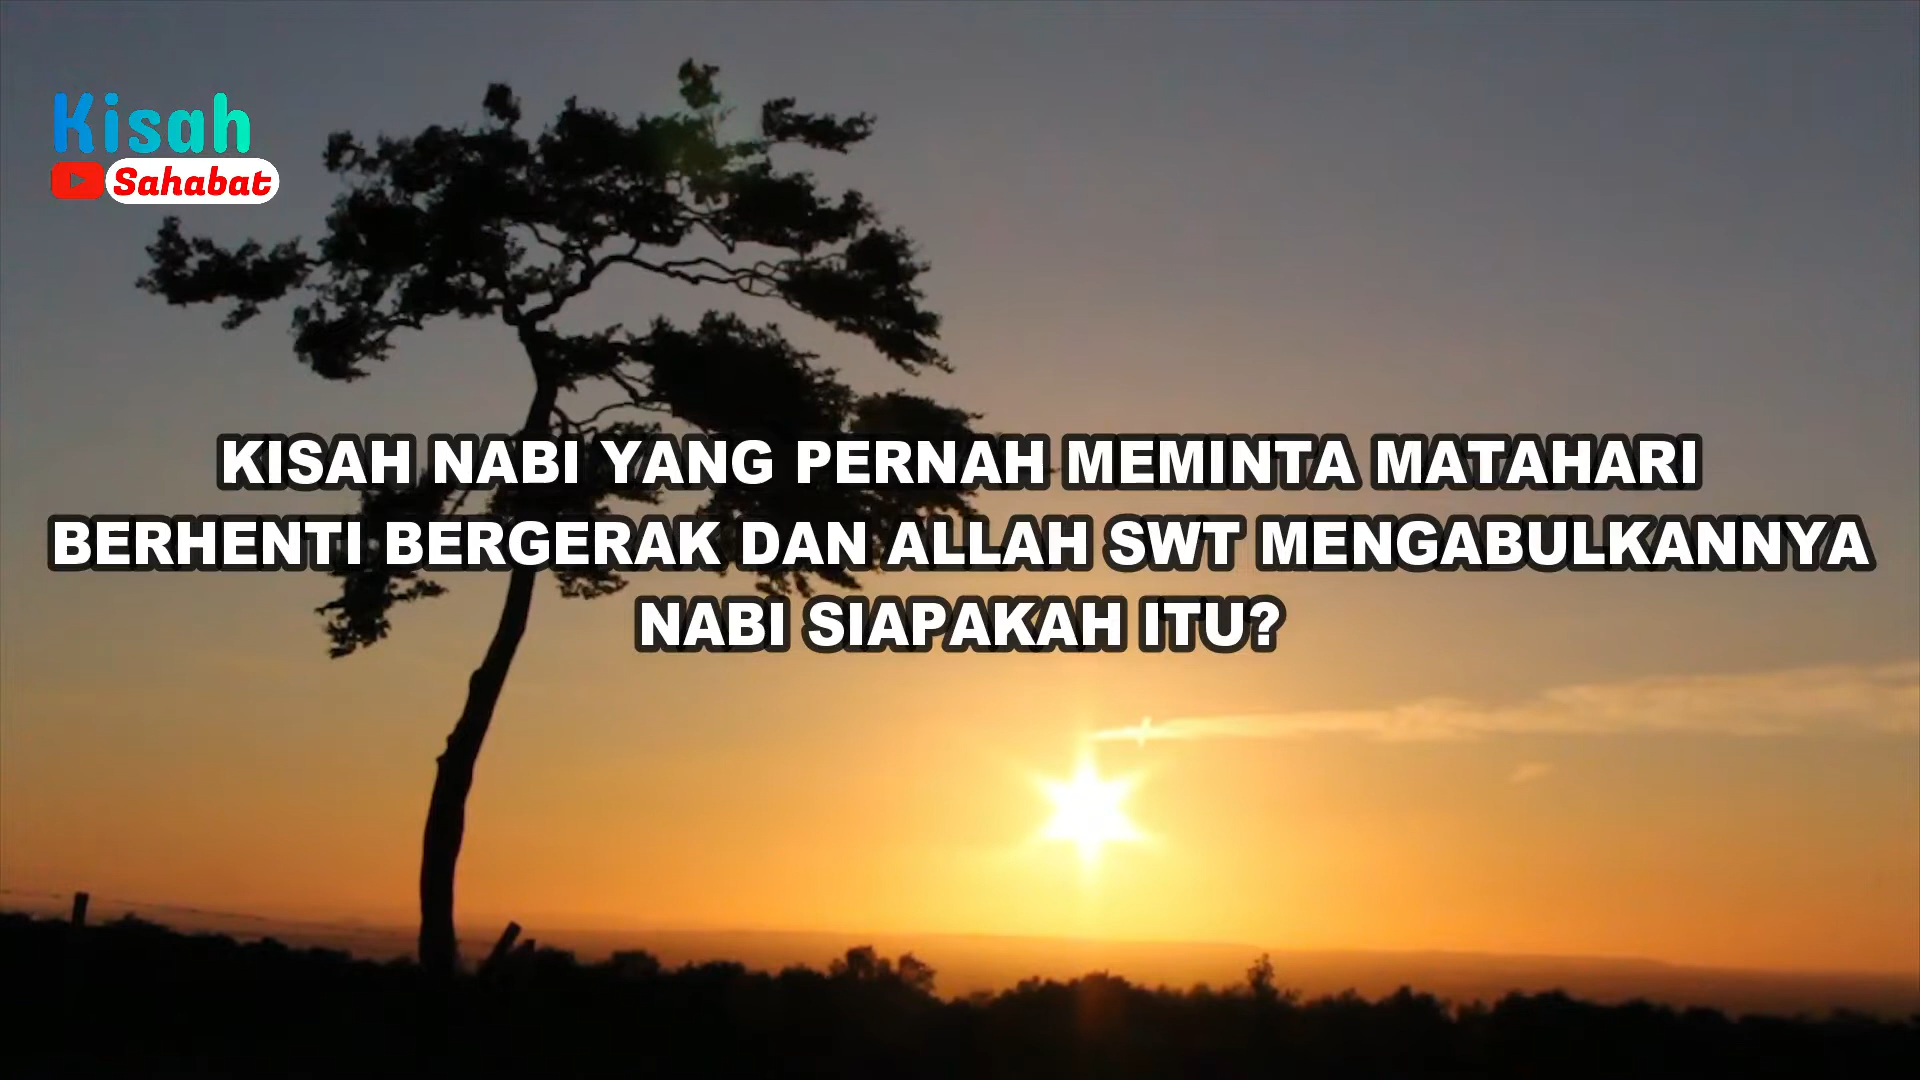 Kisah
Sahabat
KISAH NABI YANG PERNAH MEMINTA MATAHARI
BERHENTI BERGERAK DAN ALLAH SWT MENGABULKANNYA
NABI SIAPAKAH ITU?